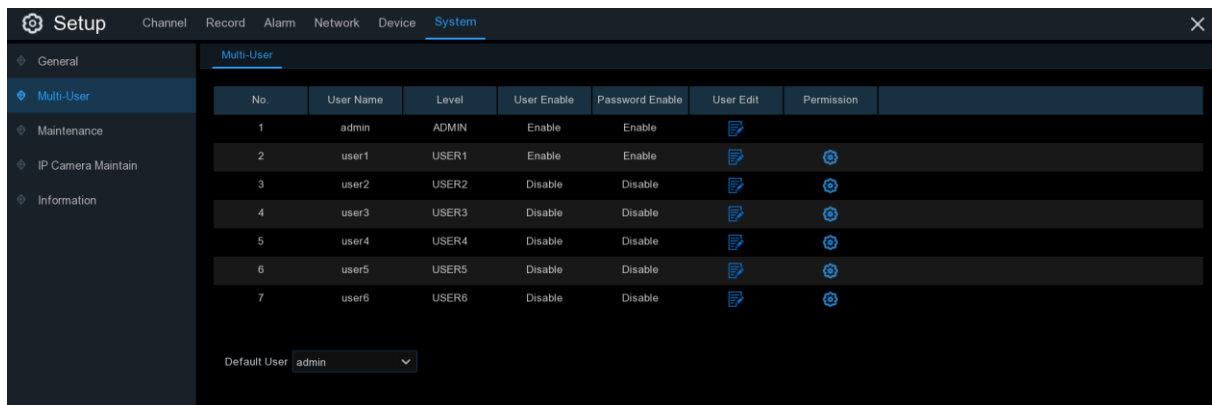 Setup Channel Record Alarm Network Device System
General
Multi-User
Maintenance
IP Camera Maintain
Information
Multi-User
No. User Name Level User Enable Password Enable User Edit Permission
1 admin ADMIN Enable Enable
2 user1 USER1 Enable Enable
3 user2 USER2 Disable Disable
4 user3 USER3 Disable Disable
5 user4 USER4 Disable Disable
6 user5 USER5 Disable Disable
7 user6 USER6 Disable Disable
Default User admin